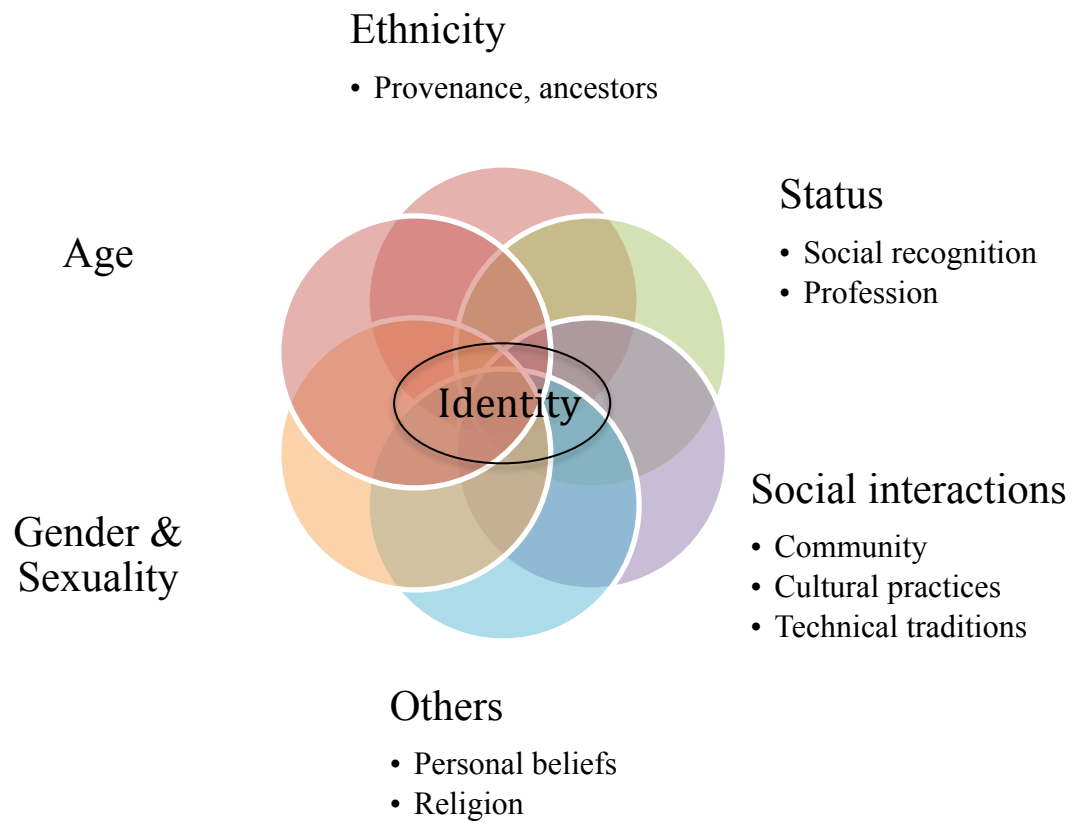 Ethnicity
• Provenance, ancestors
Status
• Social recognition
• Profession
Age
Identity
Social interactions
• Community
• Cultural practices
• Technical traditions
Gender &
Sexuality
Others
• Personal beliefs
• Religion